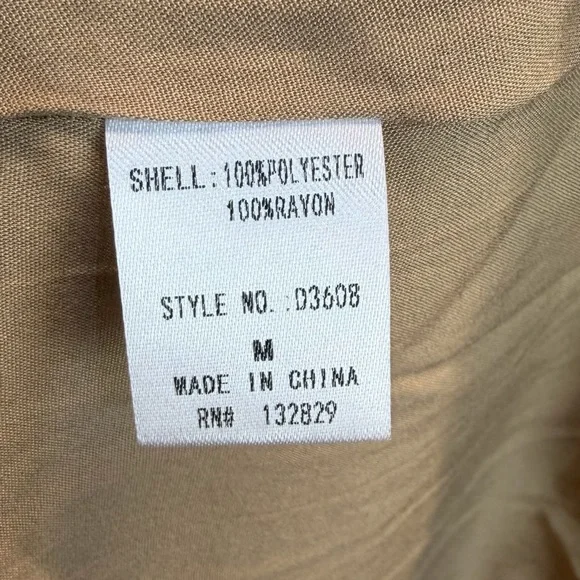 SHELL:100%POLYESTER
100%RAYON
STYLE NO.:D3608
M
MADE IN CHINA
RN# 132829